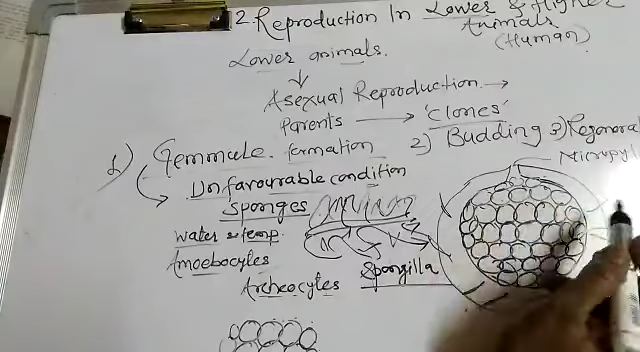 2. Reproduction In Lower & Higher
Animals
(Human)
Lower animals.
Asexual Reproduction
Parents → 'Clones'
1) Gemmule formation 2) Budding 3) Regenerat
Micropyl
Unfavourable condition
Sponges
water & temp.
Amoebocytes
Archeocytes
Spongilla